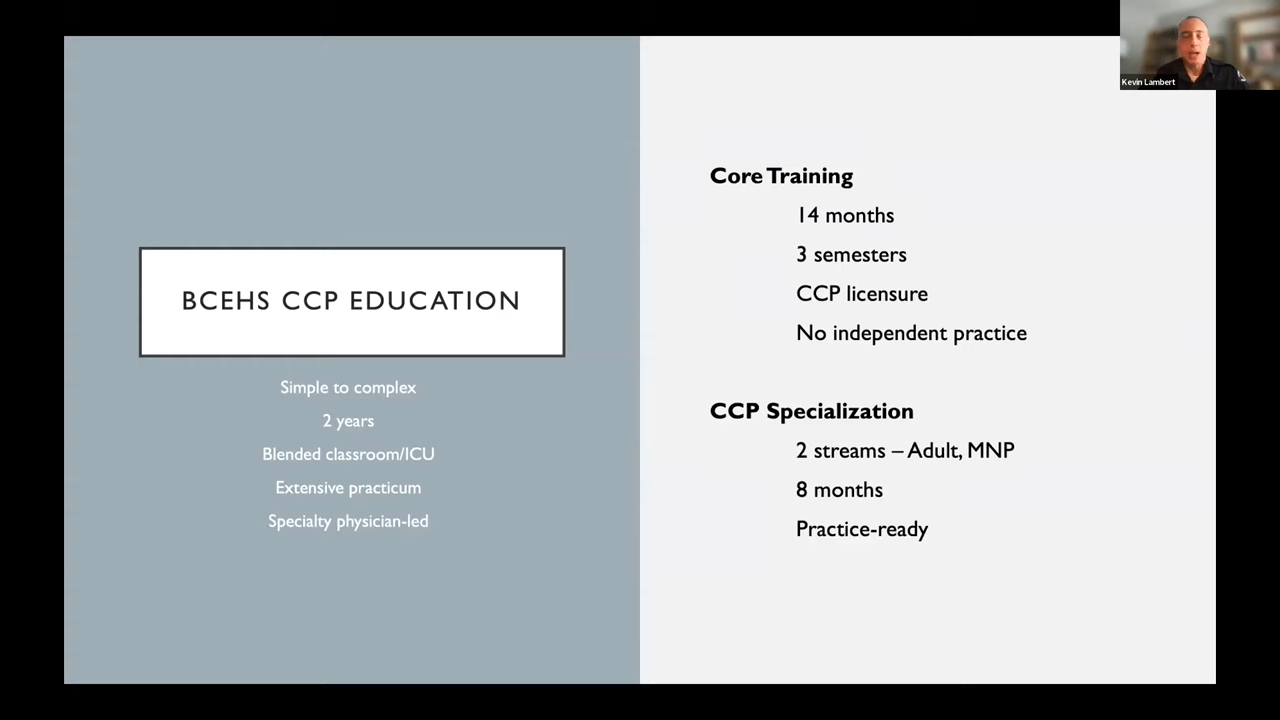 BCEHS CCP EDUCATION
Simple to complex
2 years
Blended classroom/ICU
Extensive practicum
Specialty physician-led
Core Training
14 months
3 semesters
CCP licensure
No independent practice
CCP Specialization
2 streams – Adult, MNP
8 months
Practice-ready
Kevin Lambert